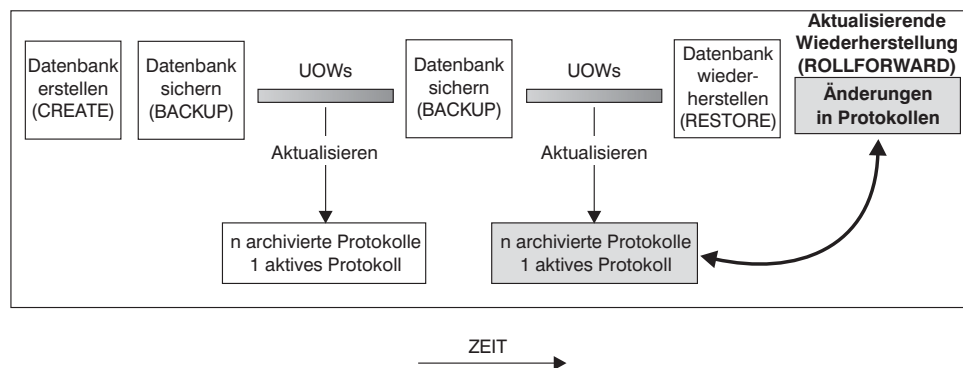 Datenbank
erstellen
(CREATE)
Datenbank
sichern
(BACKUP)
UOWs
Aktualisieren
n archivierte Protokolle
1 aktives Protokoll
Datenbank
sichern
(BACKUP)
UOWs
Aktualisieren
n archivierte Protokolle
1 aktives Protokoll
Datenbank
wieder-
herstellen
(RESTORE)
Aktualisierende
Wiederherstellung
(ROLLFORWARD)
Änderungen
in Protokollen
ZEIT